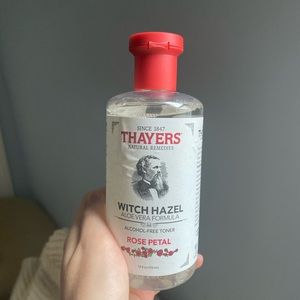 SINCE 1847
THAYERS
NATURAL REMEDIES
WITCH HAZEL
ALOE VERA FORMULA
ALCOHOL-FREE TONER
ROSE PETAL